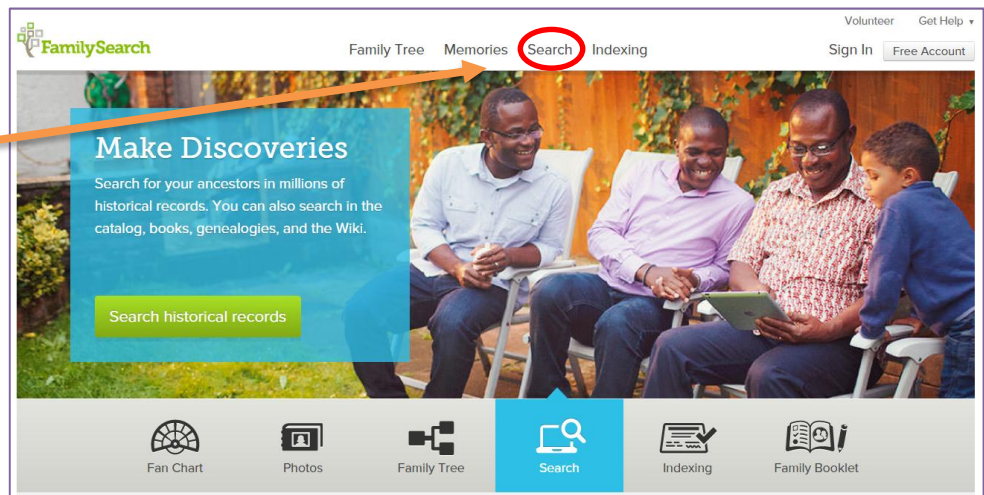 Volunteer Get Help
FamilySearch
Family Tree Memories Search Indexing
Sign In Free Account
Make Discoveries
Search for your ancestors in millions of
historical records. You can also search in the
catalog, books, genealogies, and the Wiki.
Search historical records
Fan Chart Photos Family Tree Search Indexing Family Booklet